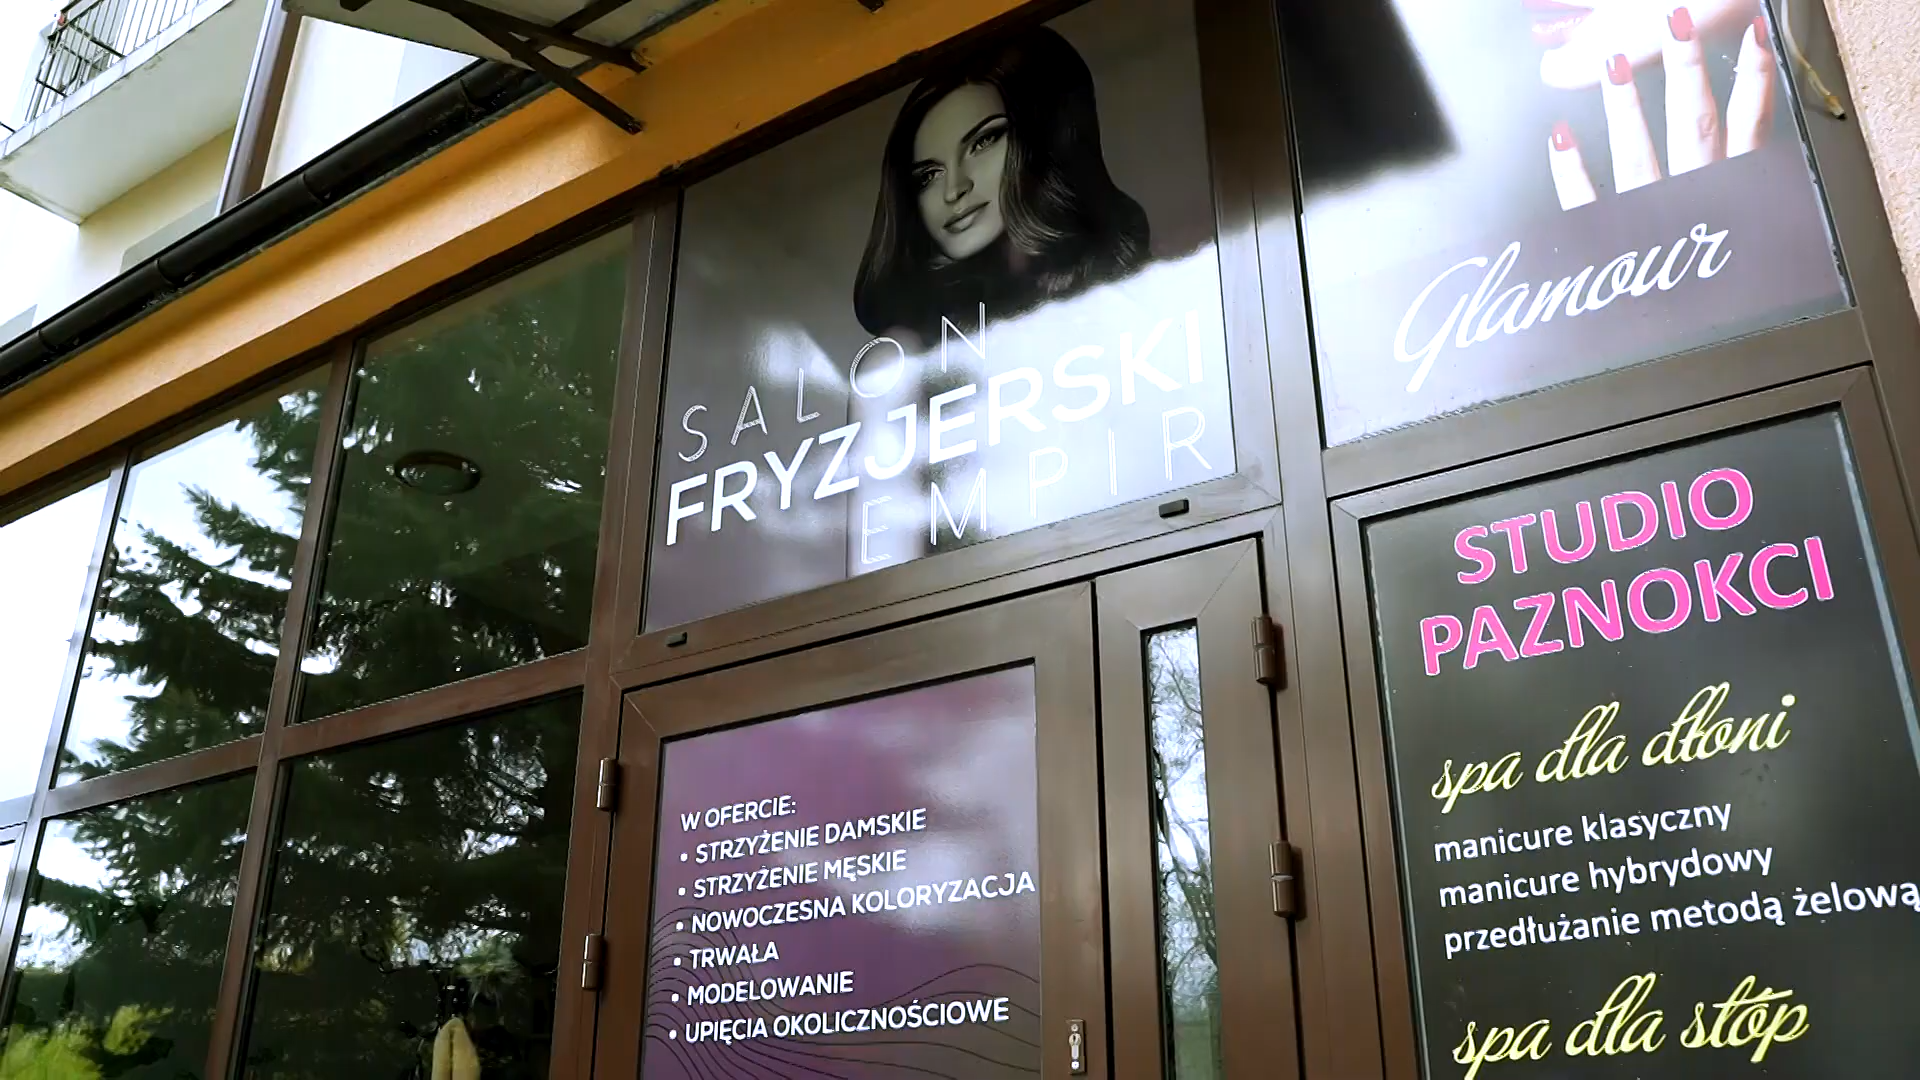 SALON
FRYZJERSKI
EMPIR
W OFERCIE:
• STRZYŻENIE DAMSKIE
• STRZYŻENIE MĘSKIE
• NOWOCZESNA KOLORYZACJA
• TRWAŁA
• MODELOWANIE
• UPIĘCIA OKOLICZNOŚCIOWE
Glamour
STUDIO
PAZNOKCI
spa dla dłoni
manicure klasyczny
manicure hybrydowy
przedłużanie metodą żelową
spa dla stóp